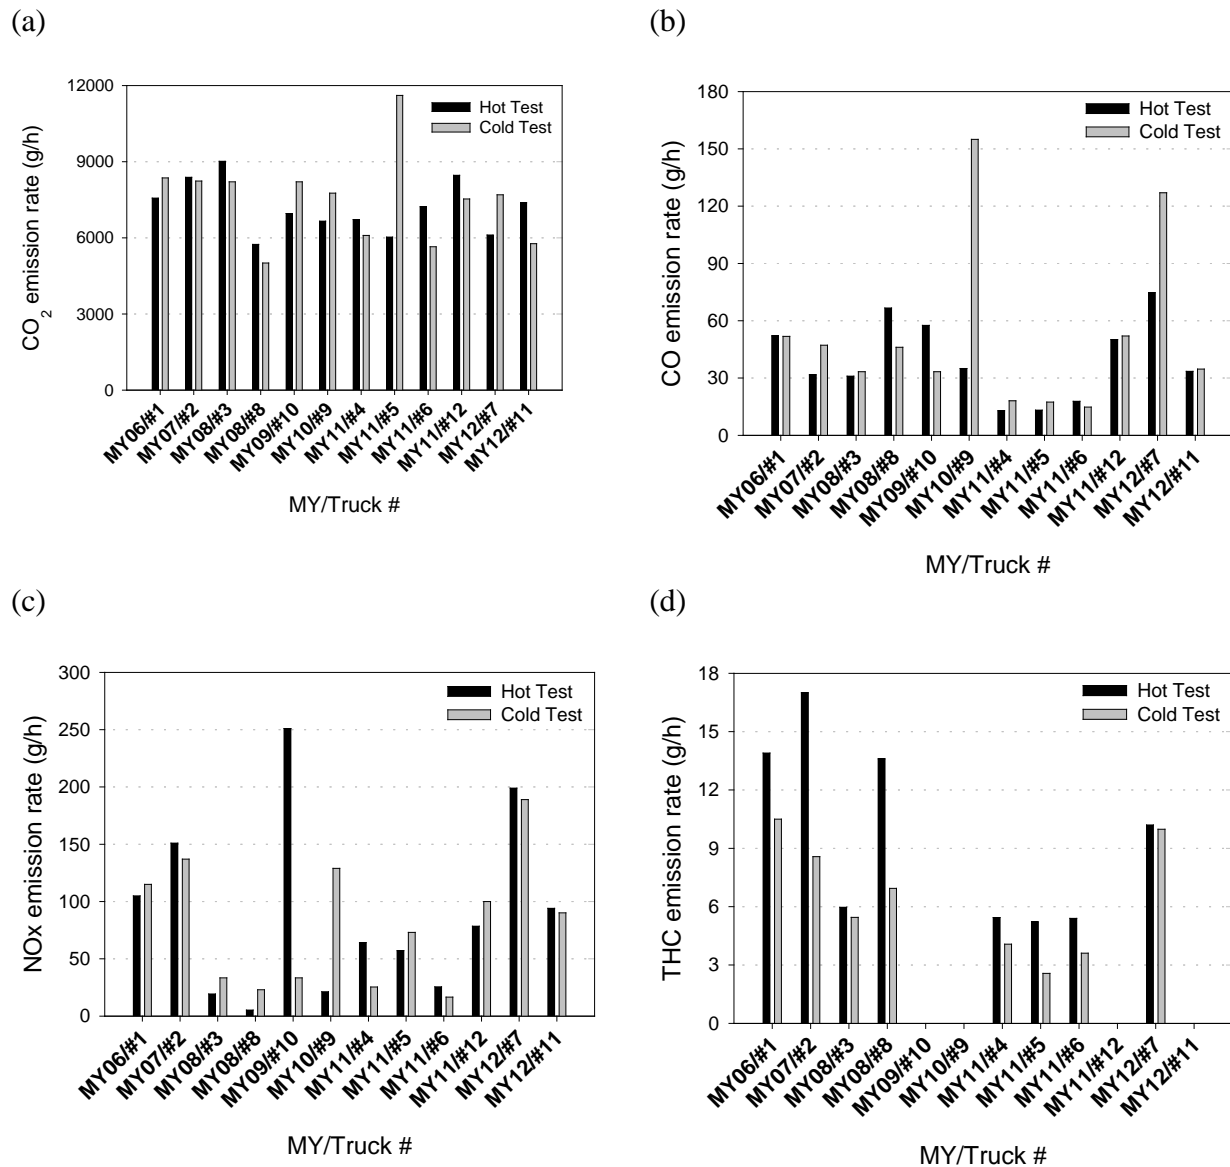 (a)
12000
9000
6000
3000
0
CO2 emission rate (g/h)
Hot Test
Cold Test
MY06/#1
MY07/#2
MY08/#3
MY08/#8
MY09/#10
MY10/#9
MY11/#4
MY11/#5
MY11/#6
MY11/#12
MY12/#7
MY12/#11
MY/Truck #
(b)
180
150
120
90
60
30
0
CO emission rate (g/h)
Hot Test
Cold Test
MY06/#1
MY07/#2
MY08/#3
MY08/#8
MY09/#10
MY10/#9
MY11/#4
MY11/#5
MY11/#6
MY11/#12
MY12/#7
MY12/#11
MY/Truck #
(c)
300
250
200
150
100
50
0
NOx emission rate (g/h)
Hot Test
Cold Test
MY06/#1
MY07/#2
MY08/#3
MY08/#8
MY09/#10
MY10/#9
MY11/#4
MY11/#5
MY11/#6
MY11/#12
MY12/#7
MY12/#11
MY/Truck #
(d)
18
15
12
9
6
3
0
THC emission rate (g/h)
Hot Test
Cold Test
MY06/#1
MY07/#2
MY08/#3
MY08/#8
MY09/#10
MY10/#9
MY11/#4
MY11/#5
MY11/#6
MY11/#12
MY12/#7
MY12/#11
MY/Truck #